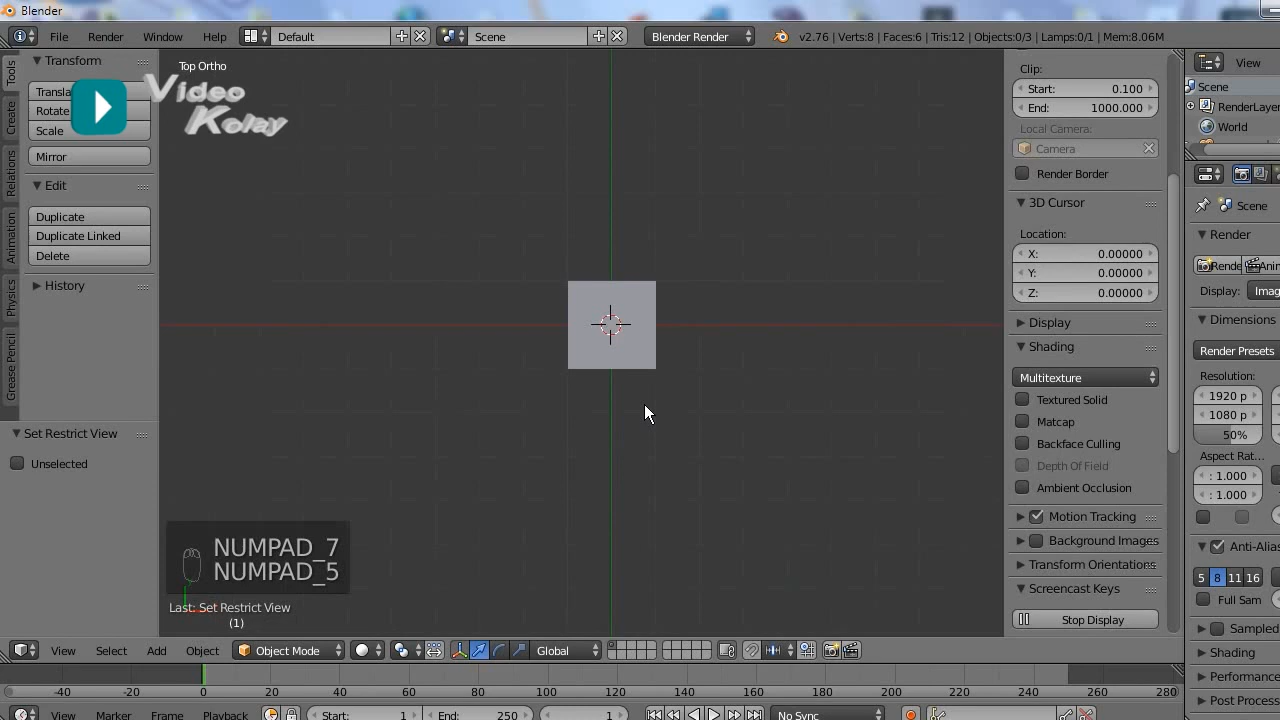 Blender
File Render Window Help Default Scene Blender Render v2.76 | Verts:8 | Faces:6 | Tris:12 | Objects:0/3 | Lamps:0/1 | Mem:8.06M
Tools
Create
Relations
Animation
Physics
Grease Pencil
Transform
Transla
Rotate
Scale
Mirror
Edit
Duplicate
Duplicate Linked
Delete
History
Set Restrict View
Unselected
Top Ortho
Video
Kolay
NUMPAD_7
NUMPAD_5
Last: Set Restrict View
(1)
Clip:
Start: 0.100
End: 1000.000
Local Camera:
Camera
Render Border
3D Cursor
Location:
X: 0.00000
Y: 0.00000
Z: 0.00000
Display
Shading
Multitexture
Textured Solid
Matcap
Backface Culling
Depth Of Field
Ambient Occlusion
Motion Tracking
Background Images
Transform Orientations
Screencast Keys
Stop Display
View
Scene
RenderLayer
World
Scene
Render
Rende Anin
Display: Imag
Dimensions
Render Presets
Resolution:
1920 p
1080 p
50%
Aspect Rat...
: 1.000
: 1.000
Anti-Alias
5 8 11 16
Full Sam
Sampled
Shading
Performance
Post Process
View Select Add Object Object Mode Global
-40 -20 0 20 40 60 80 100 120 140 160 180 200 220 240 260 280
View Marker Frame Playback Start: 1 End: 250 1 No Sync